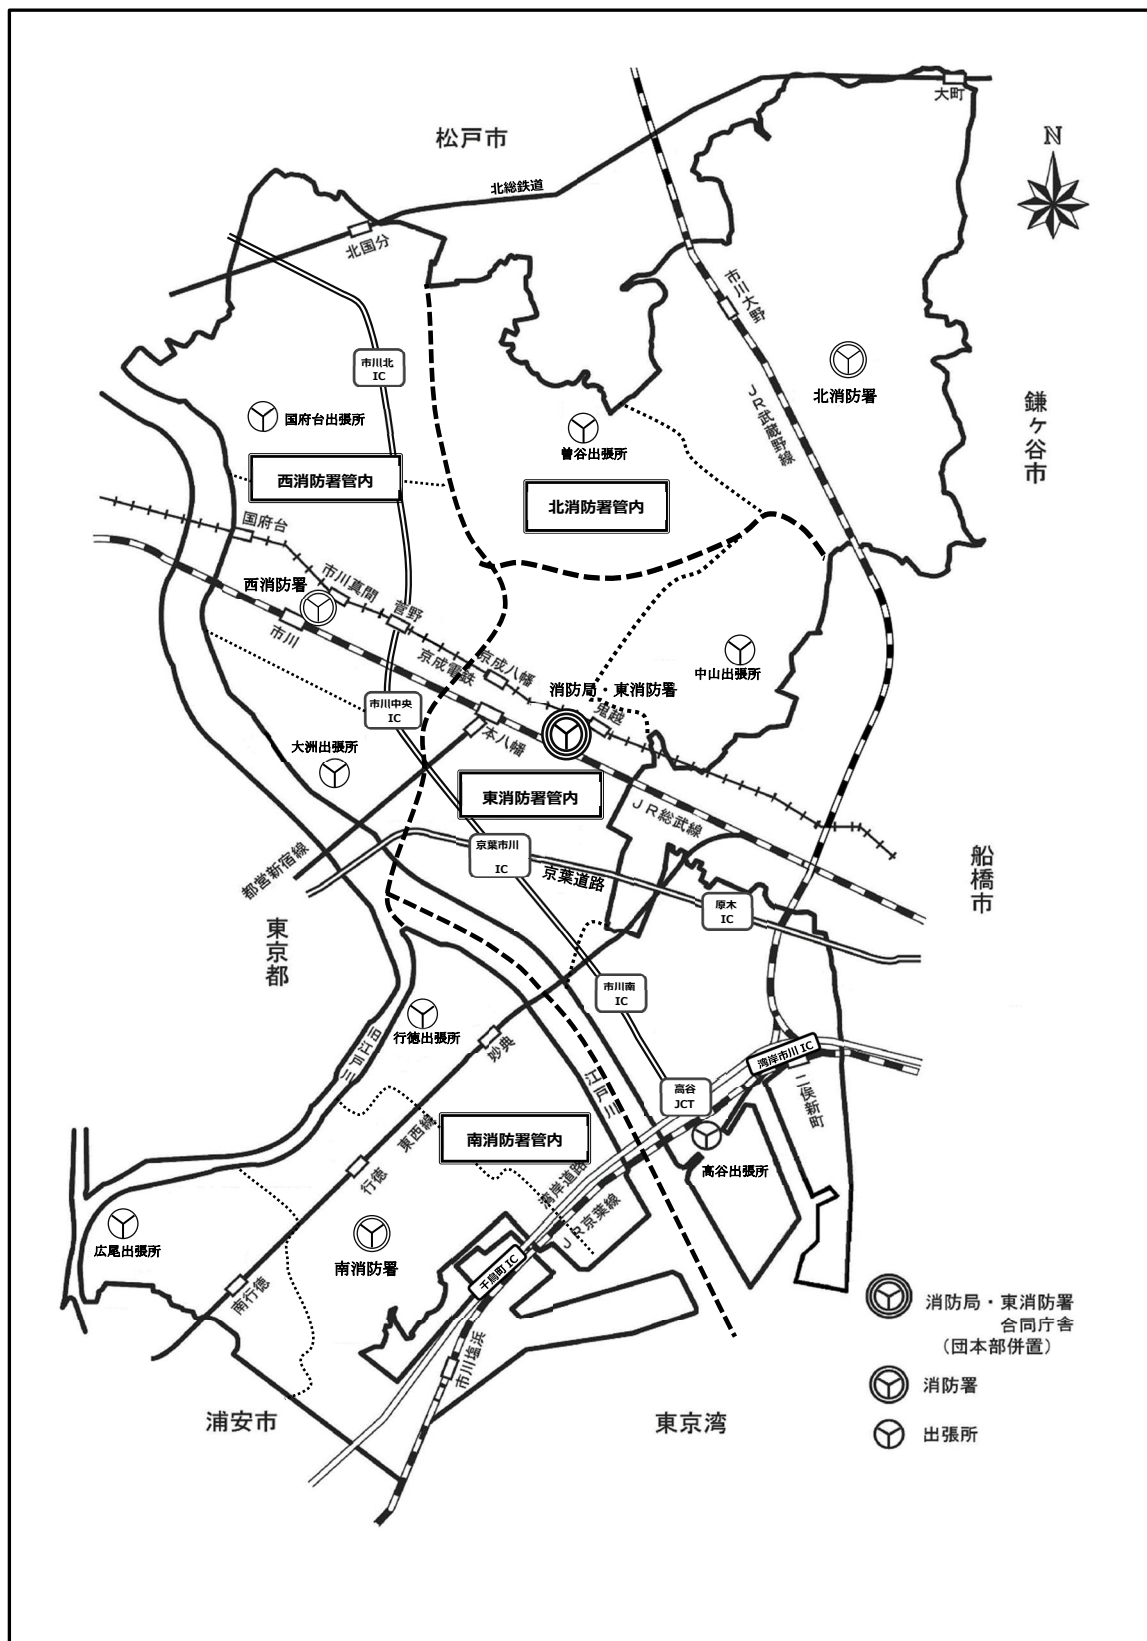 大町
松戸市
N
北総鉄道
北国分
市川大野
市川北
IC
北消防署
JR武蔵野線
鎌ヶ谷市
国府台出張所
曽谷出張所
西消防署管内
北消防署管内
国府台
西消防署
市川真間
菅野
市川
京成電鉄
京成八幡
中山出張所
消防局・東消防署
鬼越
市川中央
IC
本八幡
大洲出張所
東消防署管内
JR総武線
京葉市川
IC
都営新宿線
京葉道路
船橋市
原木
IC
東京都
市川南
IC
行徳出張所
妙典
旧江戸川
湾岸市川 IC
江戸川
高谷
JCT
二俣新町
東西線
南消防署管内
高谷出張所
行徳
湾岸道路
JR京葉線
広尾出張所
南消防署
千鳥町 IC
南行徳
消防局・東消防署
合同庁舎
（団本部併置）
市川塩浜
消防署
浦安市
東京湾
出張所